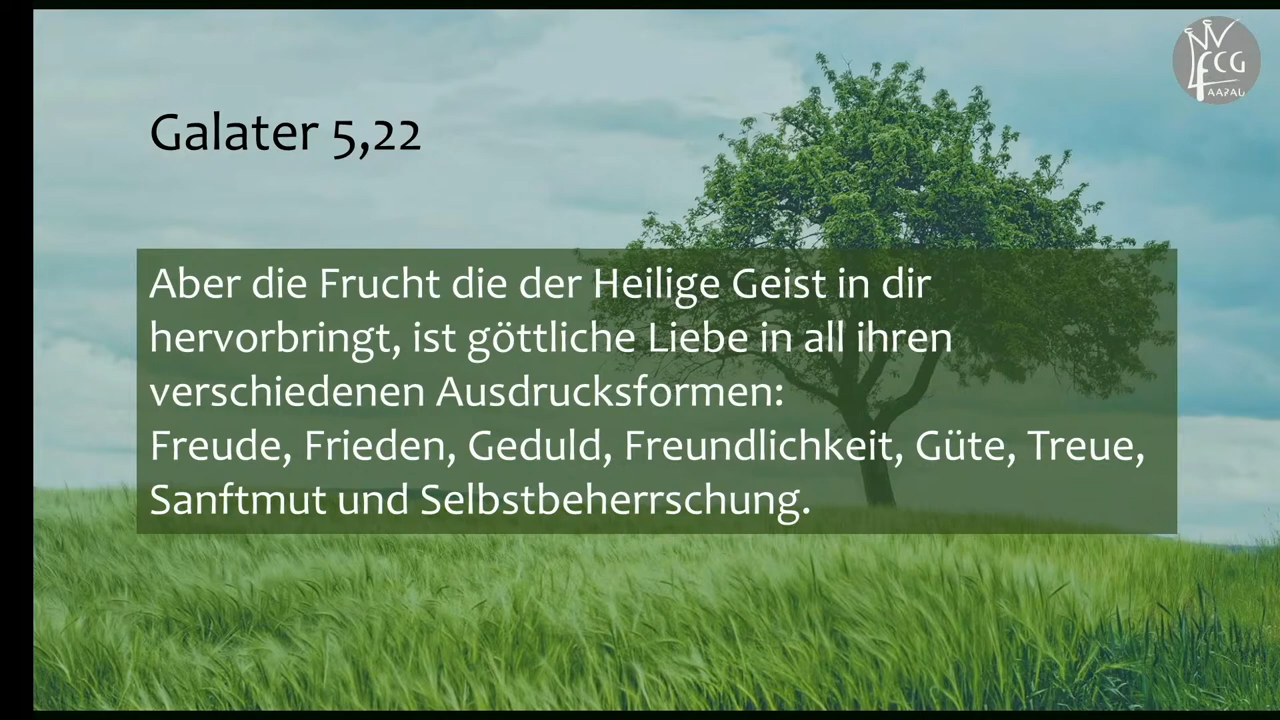 FCG
AARAU
Galater 5,22
Aber die Frucht die der Heilige Geist in dir
hervorbringt, ist göttliche Liebe in all ihren
verschiedenen Ausdrucksformen:
Freude, Frieden, Geduld, Freundlichkeit, Güte, Treue,
Sanftmut und Selbstbeherrschung.